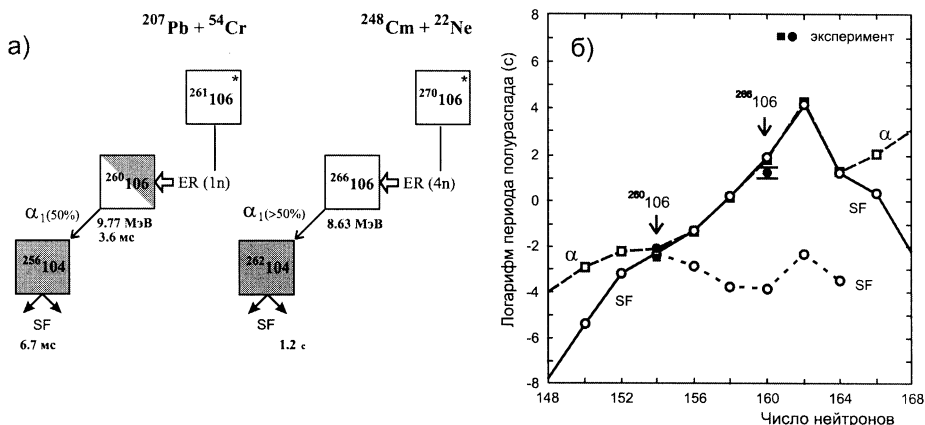 а)
²⁰⁷Pb + ⁵⁴Cr
²⁴⁸Cm + ²²Ne
²⁶¹106 *
²⁷⁰106 *
²⁶⁰106
ER (1n)
²⁶⁶106
ER (4n)
α₁(50%)
9.77 МэВ
3.6 мс
α₁(>50%)
8.63 МэВ
²⁵⁶104
²⁶²104
SF
6.7 мс
SF
1.2 с
б)
эксперимент
Логарифм периода полураспада (с)
8
6
4
2
0
-2
-4
-6
-8
²⁶⁶106
²⁶⁰106
α
α
SF
SF
SF
148
152
156
160
164
168
Число нейтронов